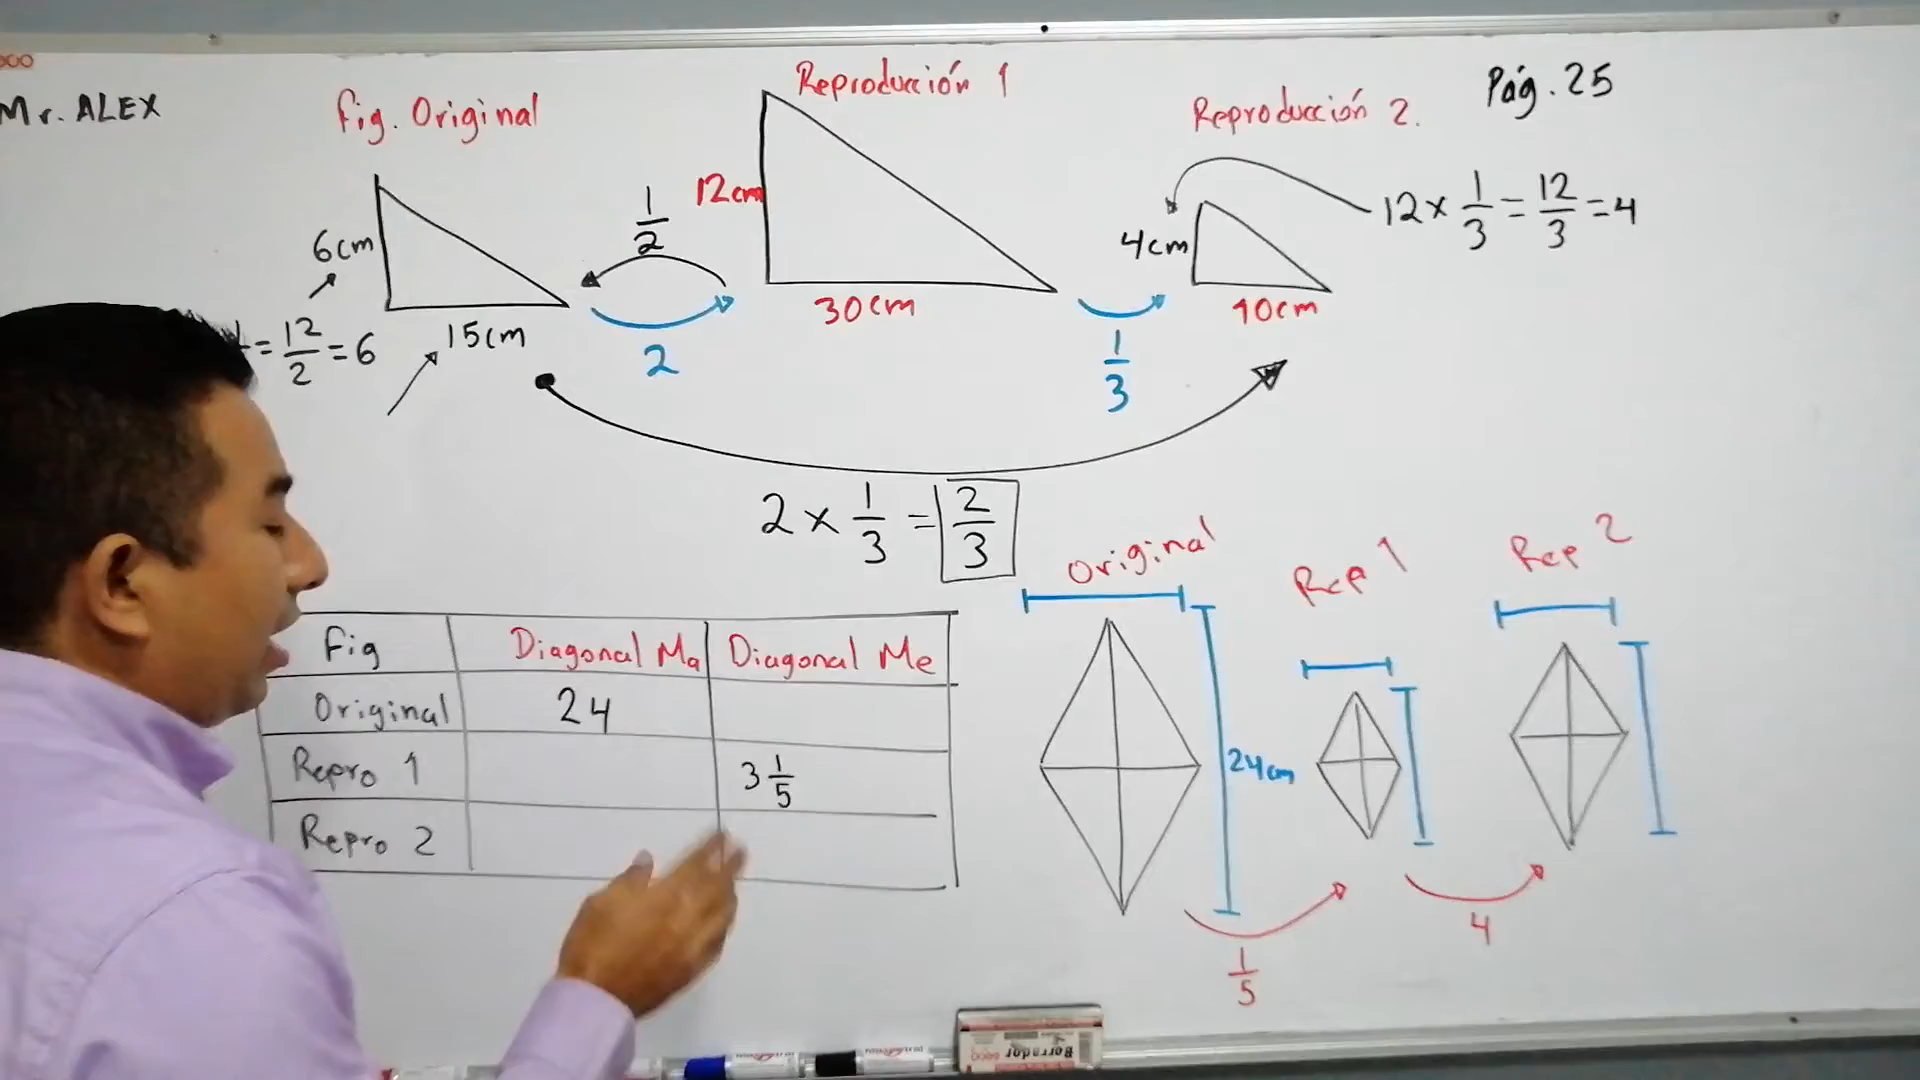 Mr. ALEX
Fig. Original
Reproducción 1
Reproducción 2.
Pág. 25
6cm
15cm
= 12/2 = 6
1/2
2
12cm
30cm
1/3
4cm
10cm
12 x 1/3 = 12/3 = 4
2 x 1/3 = 2/3
Fig Diagonal Ma Diagonal Me
Original 24
Repro 1 3 1/5
Repro 2
Original
Rep 1
Rep 2
24cm
1/5
4
Borrador